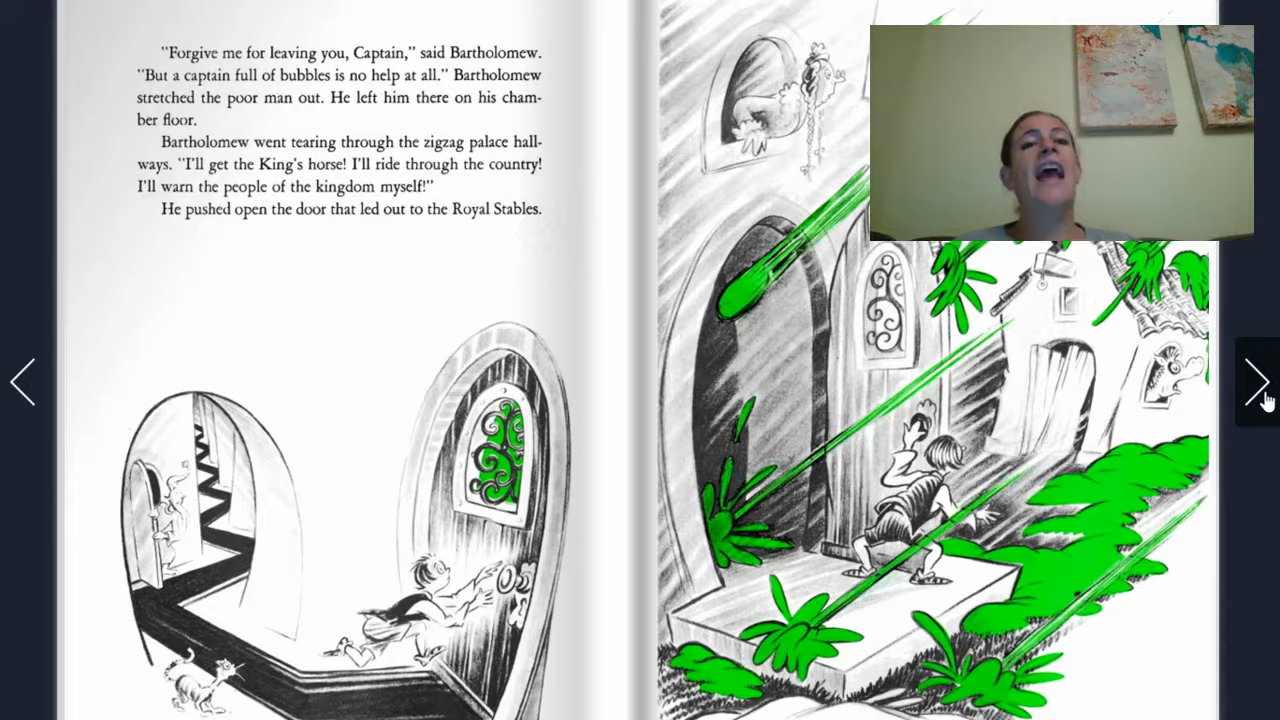 "Forgive me for leaving you, Captain," said Bartholomew.
"But a captain full of bubbles is no help at all." Bartholomew
stretched the poor man out. He left him there on his cham-
ber floor.
Bartholomew went tearing through the zigzag palace hall-
ways. "I'll get the King's horse! I'll ride through the country!
I'll warn the people of the kingdom myself!"
He pushed open the door that led out to the Royal Stables.